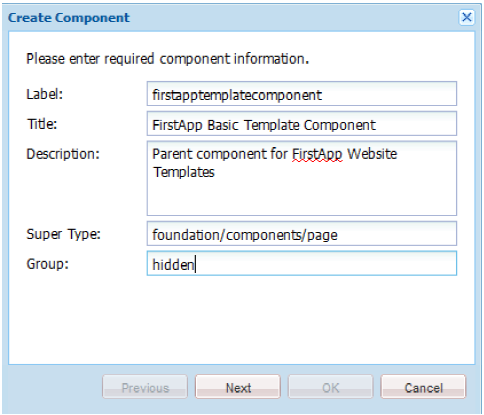 Create Component
Please enter required component information.
Label: firstapptemplatecomponent
Title: FirstApp Basic Template Component
Description: Parent component for FirstApp Website
Templates
Super Type: foundation/components/page
Group: hidden
Previous Next OK Cancel